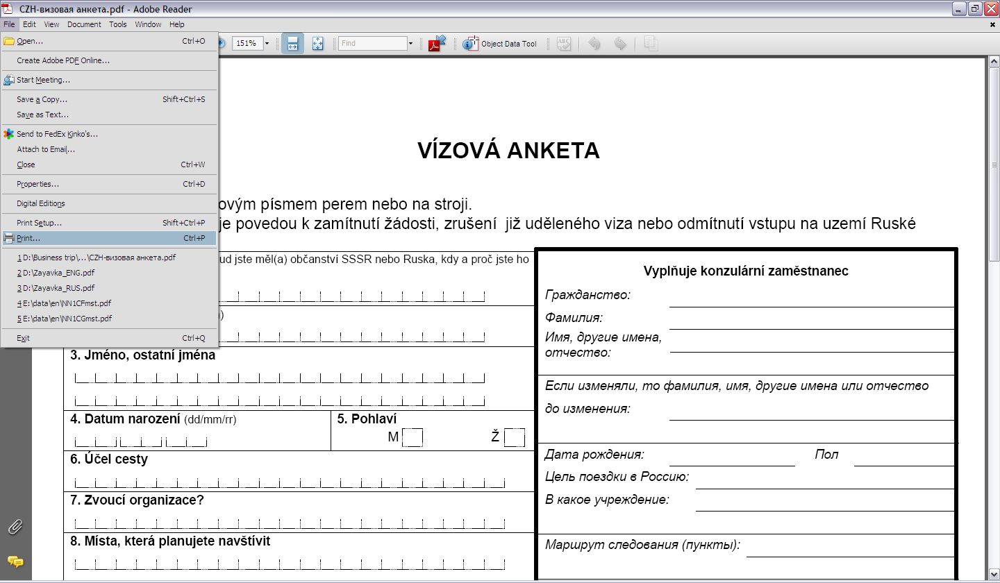 CZH-визовая анкета.pdf - Adobe Reader
File Edit View Document Tools Window Help
Open... Ctrl+O
Create Adobe PDF Online...
Start Meeting...
Save a Copy... Shift+Ctrl+S
Save as Text...
Send to FedEx Kinko's...
Attach to Email...
Close Ctrl+W
Properties... Ctrl+D
Digital Editions
Print Setup... Shift+Ctrl+P
Print... Ctrl+P
1 D:\Business trip\...\CZH-визовая анкета.pdf
2 D:\Zayavka_ENG.pdf
3 D:\Zayavka_RUS.pdf
4 E:\data\en\NN1CFmst.pdf
5 E:\data\en\NN1CGmst.pdf
Exit Ctrl+Q
151% Find Object Data Tool ABC
VÍZOVÁ ANKETA
ovým písmem perem nebo na stroji.
je povedou k zamítnutí žádosti, zrušení již uděleného viza nebo odmítnutí vstupu na uzemí Ruské
ud jste měl(a) občanství SSSR nebo Ruska, kdy a proč jste ho
)
3. Jméno, ostatní jména
4. Datum narození (dd/mm/rr)
5. Pohlaví
M Ž
6. Účel cesty
7. Zvoucí organizace?
8. Místa, která planujete navštívit
Vyplňuje konzulární zaměstnanec
Гражданство:
Фамилия:
Имя, другие имена,
отчество:
Если изменяли, то фамилия, имя, другие имена или отчество
до изменения:
Дата рождения: Пол
Цель поездки в Россию:
В какое учреждение:
Маршрут следования (пункты):